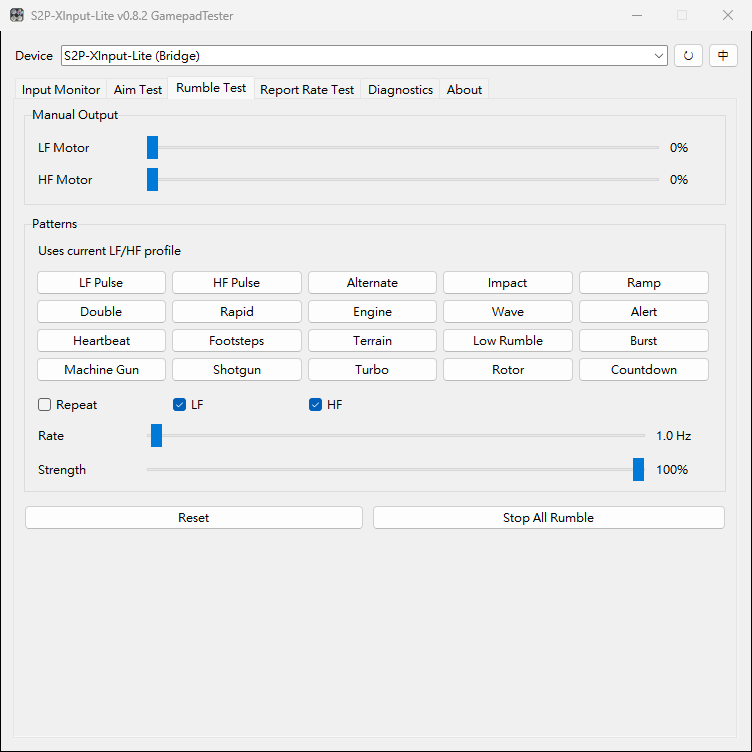 S2P-XInput-Lite v0.8.2 GamepadTester
Device S2P-XInput-Lite (Bridge) 中
Input Monitor Aim Test Rumble Test Report Rate Test Diagnostics About
Manual Output
LF Motor 0%
HF Motor 0%
Patterns
Uses current LF/HF profile
LF Pulse HF Pulse Alternate Impact Ramp
Double Rapid Engine Wave Alert
Heartbeat Footsteps Terrain Low Rumble Burst
Machine Gun Shotgun Turbo Rotor Countdown
Repeat LF HF
Rate 1.0 Hz
Strength 100%
Reset Stop All Rumble